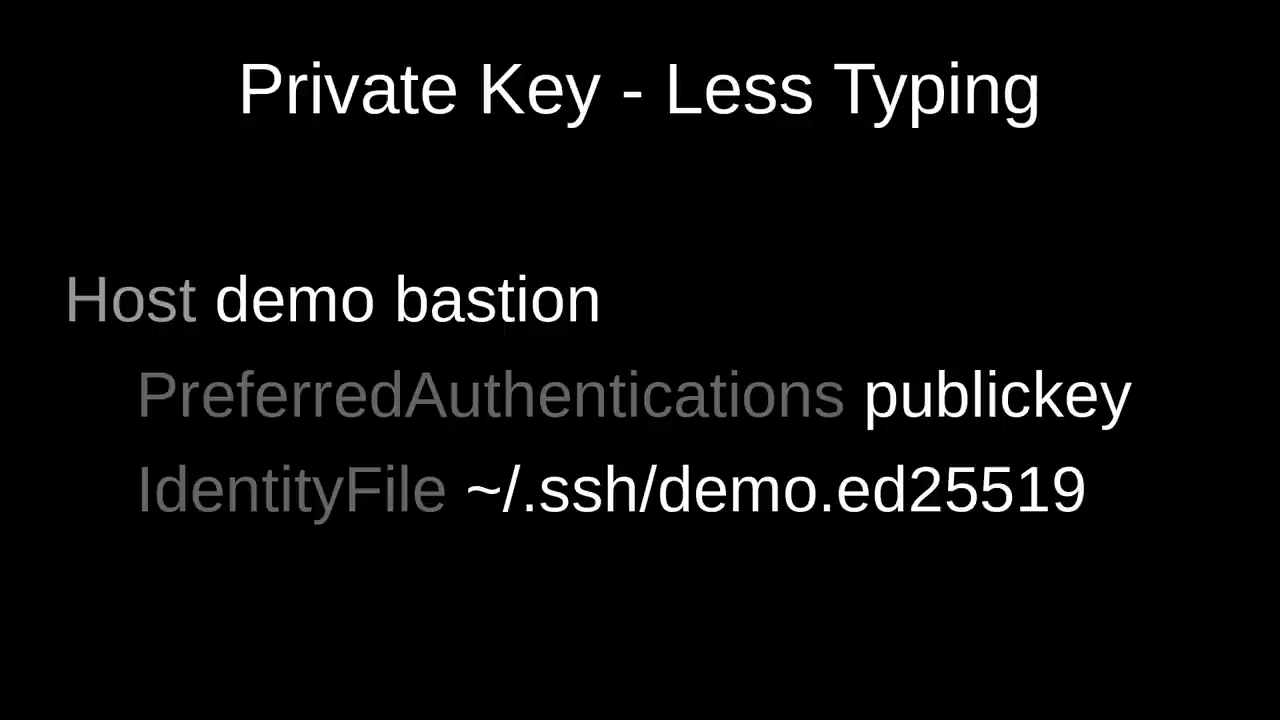 Private Key - Less Typing
Host demo bastion
PreferredAuthentications publickey
IdentityFile ~/.ssh/demo.ed25519